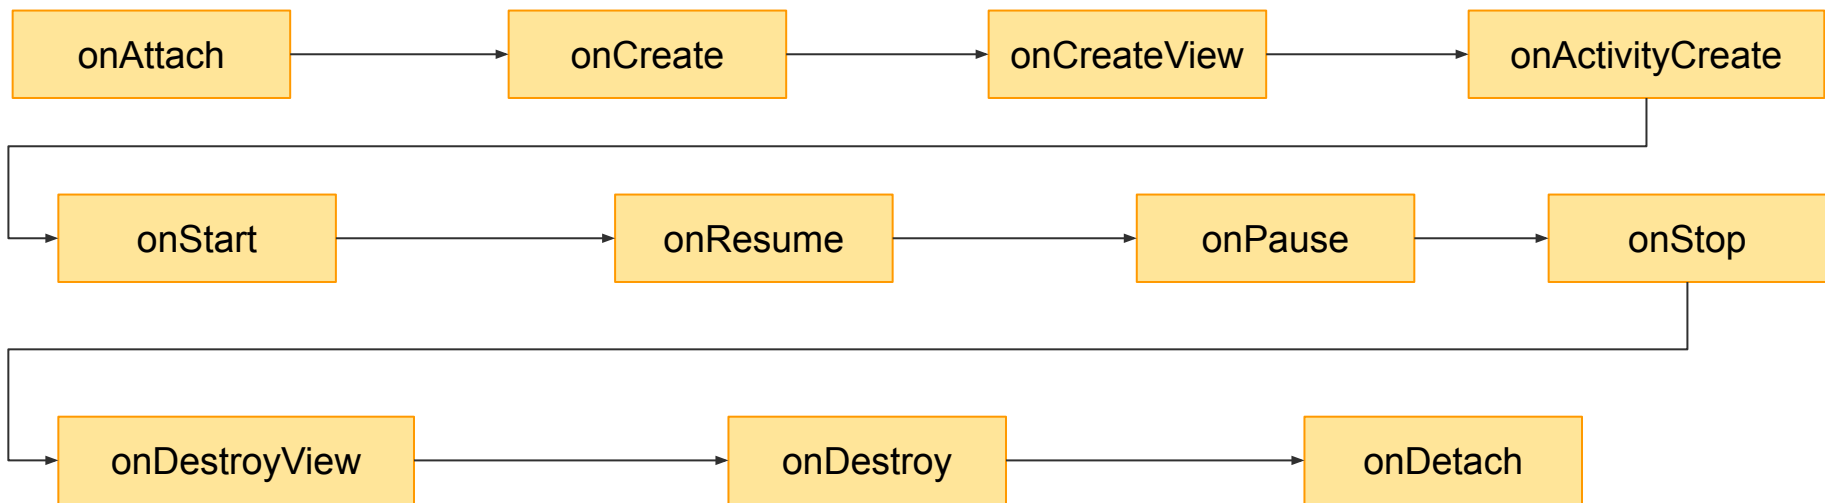 onAttach
onCreate
onCreateView
onActivityCreate
onStart
onResume
onPause
onStop
onDestroyView
onDestroy
onDetach